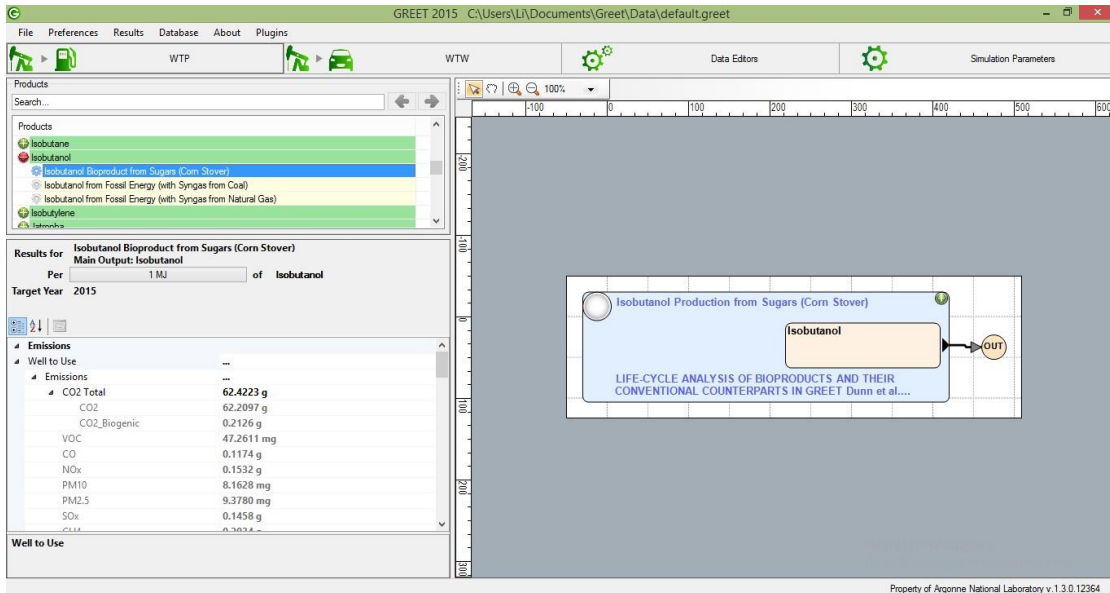 GREET 2015 C:\Users\Li\Documents\Greet\Data\default.greet
File Preferences Results Database About Plugins
WTP WTW Data Editors Simulation Parameters
Products
Search...
Products
Isobutane
Isobutanol
Isobutanol Bioproduct from Sugars (Corn Stover)
Isobutanol from Fossil Energy (with Syngas from Coal)
Isobutanol from Fossil Energy (with Syngas from Natural Gas)
Isobutylene
Jatropha
Results for Isobutanol Bioproduct from Sugars (Corn Stover)
Main Output: Isobutanol
Per 1 MJ of Isobutanol
Target Year 2015
Emissions
Well to Use ...
Emissions ...
CO2 Total 62.4223 g
CO2 62.2097 g
CO2_Biogenic 0.2126 g
VOC 47.2611 mg
CO 0.1174 g
NOx 0.1532 g
PM10 8.1628 mg
PM2.5 9.3780 mg
SOx 0.1458 g
Well to Use
100%
-100 0 100 200 300 400 500 600
-200
-100
0
100
200
300
Isobutanol Production from Sugars (Corn Stover)
Isobutanol
OUT
LIFE-CYCLE ANALYSIS OF BIOPRODUCTS AND THEIR
CONVENTIONAL COUNTERPARTS IN GREET Dunn et al....
Property of Argonne National Laboratory v.1.3.0.12364